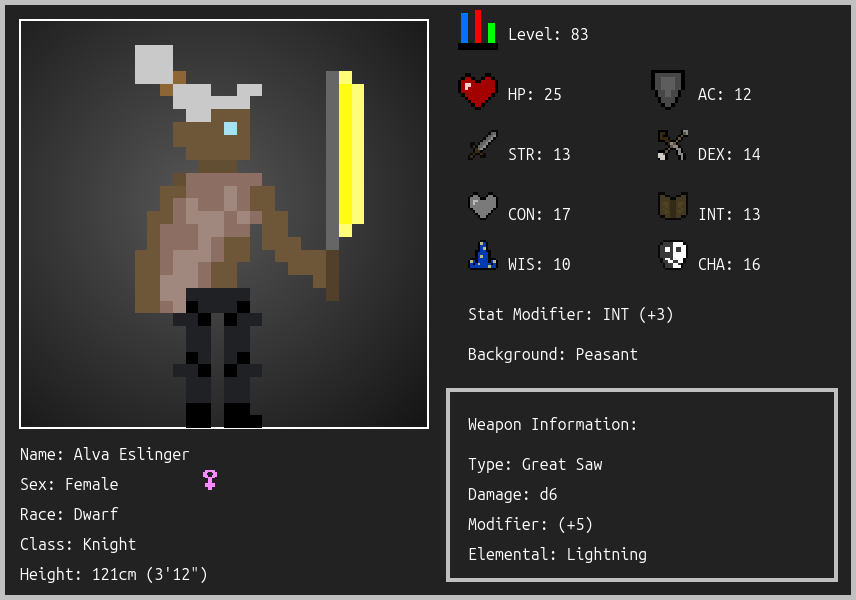 Level: 83
HP: 25
AC: 12
STR: 13
DEX: 14
CON: 17
INT: 13
WIS: 10
CHA: 16
Stat Modifier: INT (+3)
Background: Peasant
Weapon Information:
Type: Great Saw
Damage: d6
Modifier: (+5)
Elemental: Lightning
Name: Alva Eslinger
Sex: Female
Race: Dwarf
Class: Knight
Height: 121cm (3'12")